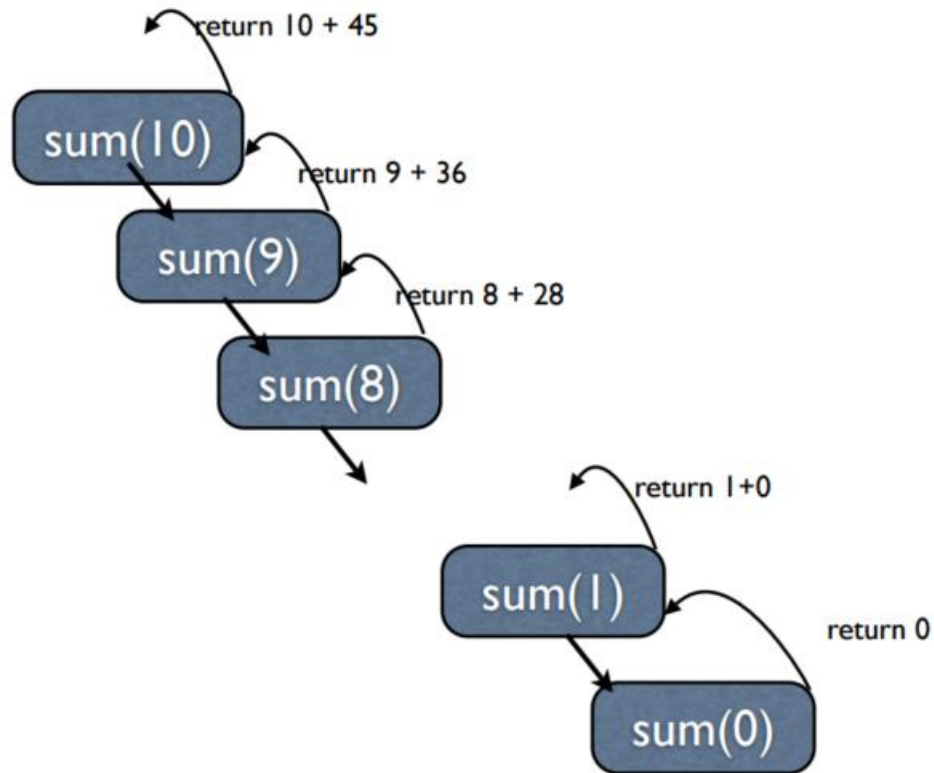 return 10 + 45
sum(10)
return 9 + 36
sum(9)
return 8 + 28
sum(8)
return 1+0
sum(1)
return 0
sum(0)